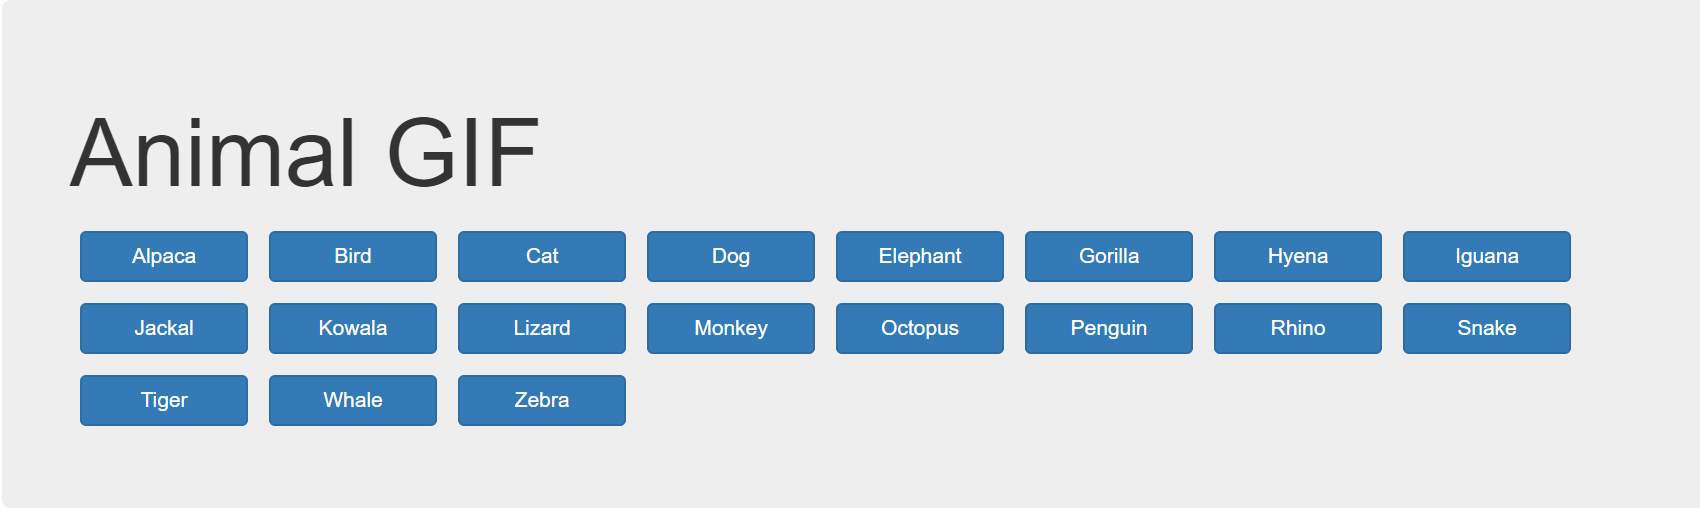 Animal GIF
Alpaca Bird Cat Dog Elephant Gorilla Hyena Iguana
Jackal Kowala Lizard Monkey Octopus Penguin Rhino Snake
Tiger Whale Zebra